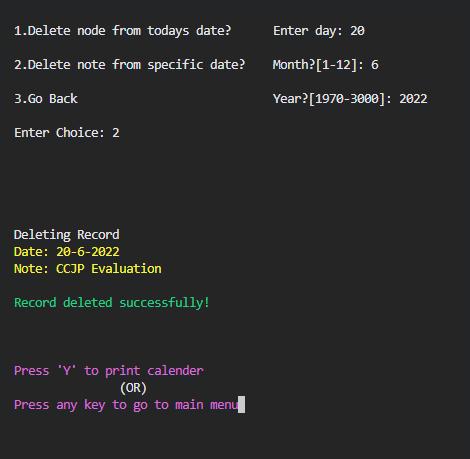 1.Delete node from todays date? Enter day: 20
2.Delete note from specific date? Month?[1-12]: 6
3.Go Back Year?[1970-3000]: 2022
Enter Choice: 2
Deleting Record
Date: 20-6-2022
Note: CCJP Evaluation
Record deleted successfully!
Press 'Y' to print calender
(OR)
Press any key to go to main menu